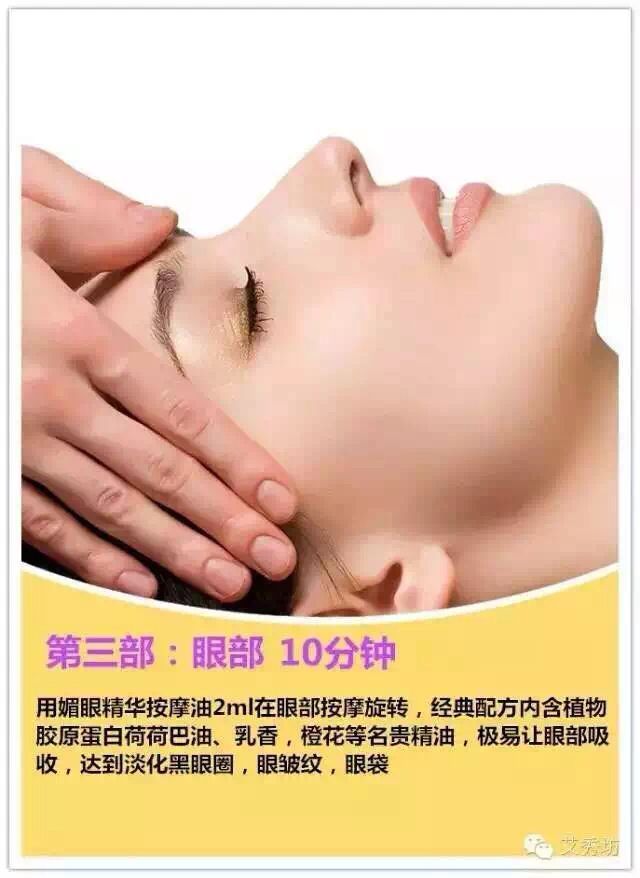 第三部：眼部 10分钟
用媚眼精华按摩油2ml在眼部按摩旋转，经典配方内含植物
胶原蛋白荷荷巴油、乳香，橙花等名贵精油，极易让眼部吸
收，达到淡化黑眼圈，眼皱纹，眼袋
艾秀坊